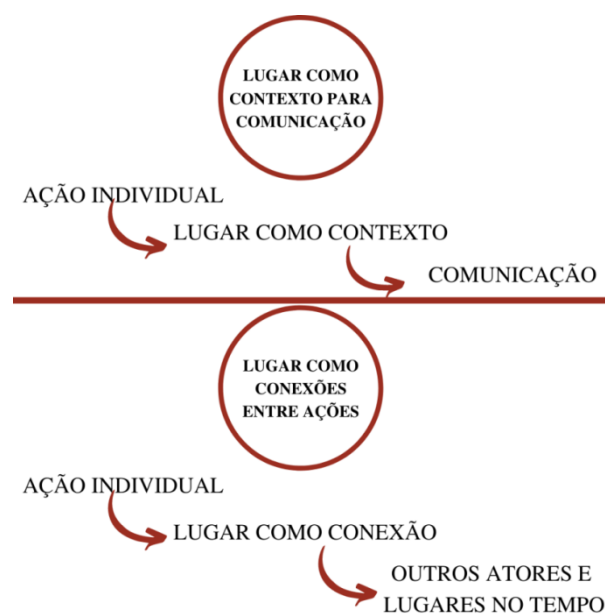 LUGAR COMO
CONTEXTO PARA
COMUNICAÇÃO
AÇÃO INDIVIDUAL
LUGAR COMO CONTEXTO
COMUNICAÇÃO
LUGAR COMO
CONEXÕES
ENTRE AÇÕES
AÇÃO INDIVIDUAL
LUGAR COMO CONEXÃO
OUTROS ATORES E
LUGARES NO TEMPO